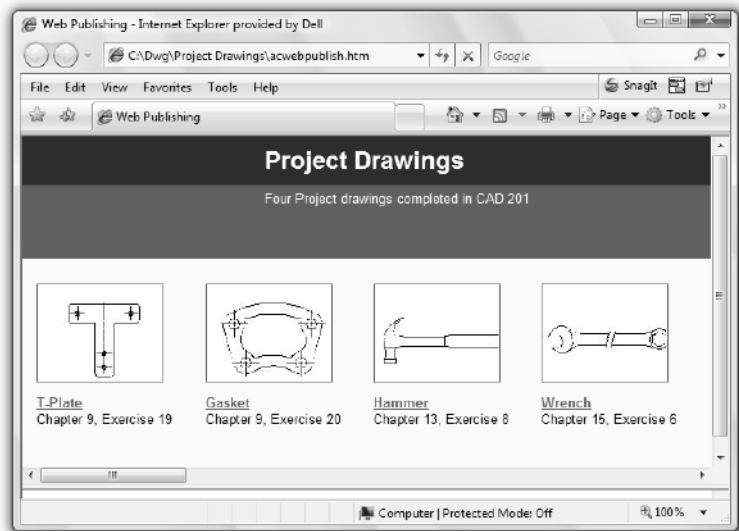 Web Publishing - Internet Explorer provided by Dell
C:\Dwg\Project Drawings\acwebpublish.htm
Google
File Edit View Favorites Tools Help
SnagIt
Web Publishing
Page
Tools
Project Drawings
Four Project drawings completed in CAD 201
T-Plate Gasket Hammer Wrench
Chapter 9, Exercise 19 Chapter 9, Exercise 20 Chapter 13, Exercise 8 Chapter 15, Exercise 6
Computer | Protected Mode: Off
100%